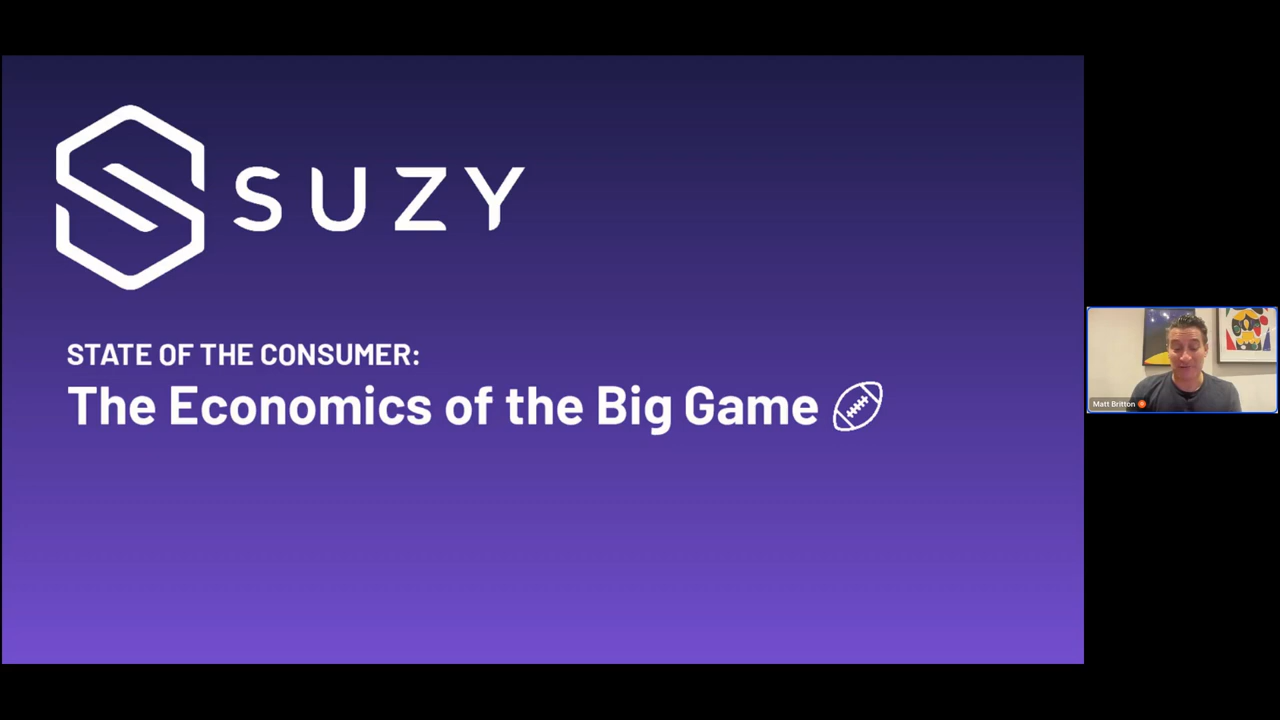 SUZY
STATE OF THE CONSUMER:
The Economics of the Big Game
Matt Britton